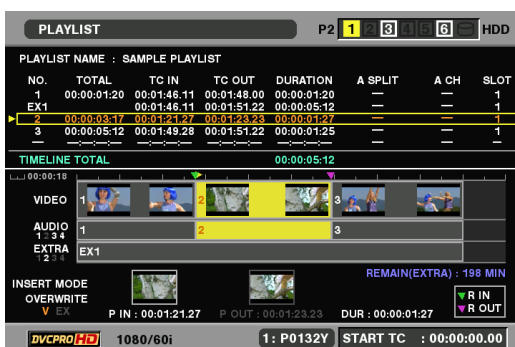 PLAYLIST P2 1 2 3 4 5 6 HDD
PLAYLIST NAME : SAMPLE PLAYLIST
NO. TOTAL TC IN TC OUT DURATION A SPLIT A CH SLOT
1 00:00:01:20 00:01:46.11 00:01:48.00 00:00:01:20 — — 1
EX1 00:01:46.11 00:01:51.22 00:00:05:12 — — 1
2 00:00:03:17 00:01:21.27 00:01:23.23 00:00:01:27 — — 1
3 00:00:05:12 00:01:49.28 00:01:51.22 00:00:01:25 — — 1
— —:—:—:— —:—:—.— —:—:—.— —:—:—:— — — —
TIMELINE TOTAL 00:00:05:12
00:00:18
VIDEO 1 2 3
AUDIO 1 2 3
1 2 3 4
EXTRA EX1
1 2 3 4
REMAIN(EXTRA) : 198 MIN
INSERT MODE
OVERWRITE
V EX
R IN
R OUT
P IN : 00:01:21.27 P OUT : 00:01:23.23 DUR : 00:00:01:27
DVCPRO HD 1080/60i 1 : P0132Y START TC : 00:00:00.00